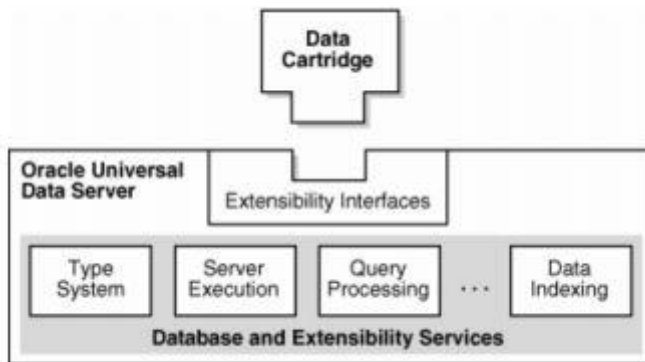 Data
Cartridge
Oracle Universal
Data Server
Extensibility Interfaces
Type
System
Server
Execution
Query
Processing
...
Data
Indexing
Database and Extensibility Services